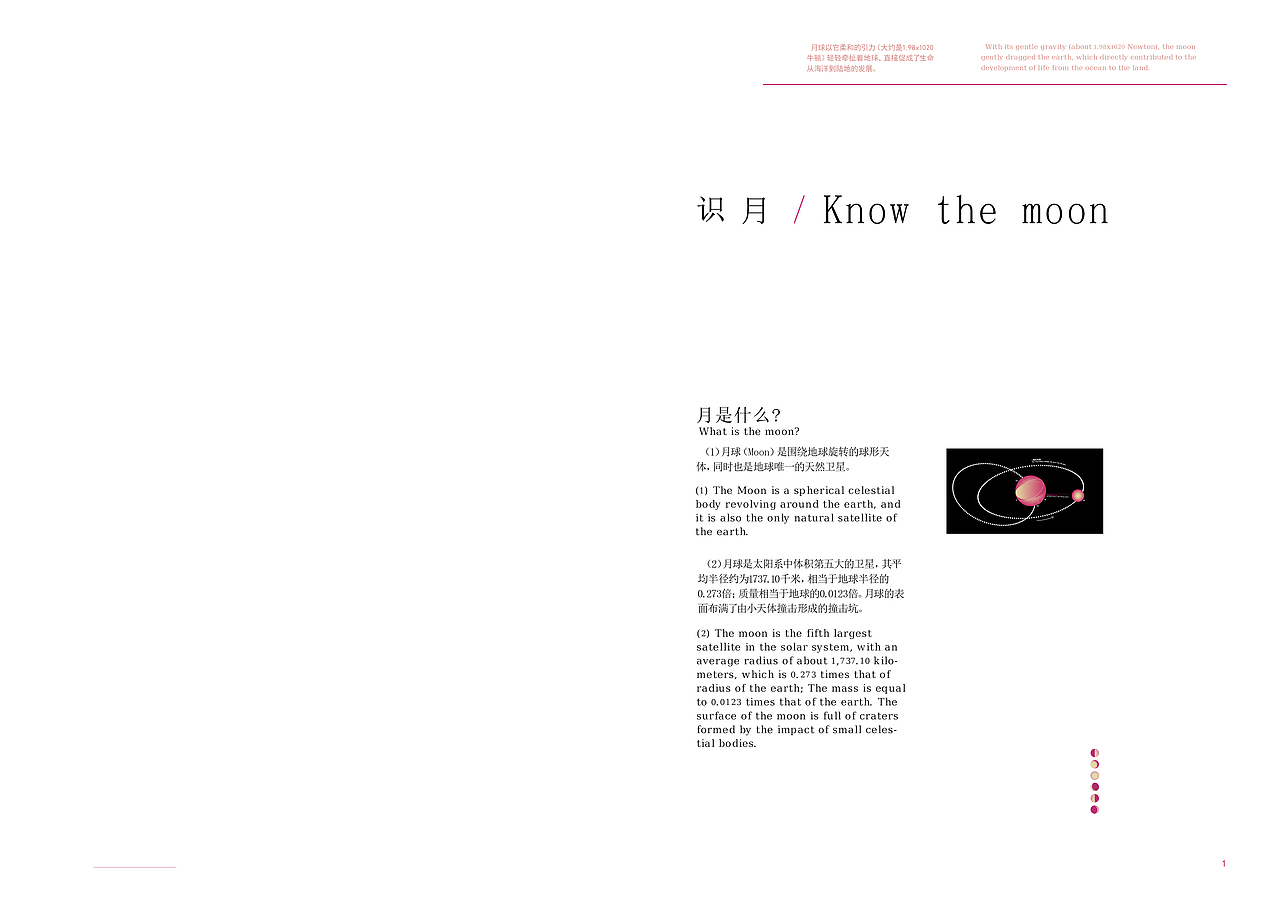 月球以它柔和的引力（大约是1.98x1020
牛顿）轻轻牵扯着地球，直接促成了生命
从海洋到陆地的发展。
With its gentle gravity (about 1.98x1020 Newton), the moon
gently dragged the earth, which directly contributed to the
development of life from the ocean to the land.
识 月 / Know the moon
月是什么?
What is the moon?
（1）月球（Moon）是围绕地球旋转的球形天
体，同时也是地球唯一的天然卫星。
(1) The Moon is a spherical celestial
body revolving around the earth, and
it is also the only natural satellite of
the earth.
（2）月球是太阳系中体积第五大的卫星，其平
均半径约为1737.10千米，相当于地球半径的
0.273倍；质量相当于地球的0.0123倍。月球的表
面布满了由小天体撞击形成的撞击坑。
(2) The moon is the fifth largest
satellite in the solar system, with an
average radius of about 1,737.10 kilo-
meters, which is 0.273 times that of
radius of the earth; The mass is equal
to 0.0123 times that of the earth. The
surface of the moon is full of craters
formed by the impact of small celes-
tial bodies.
1